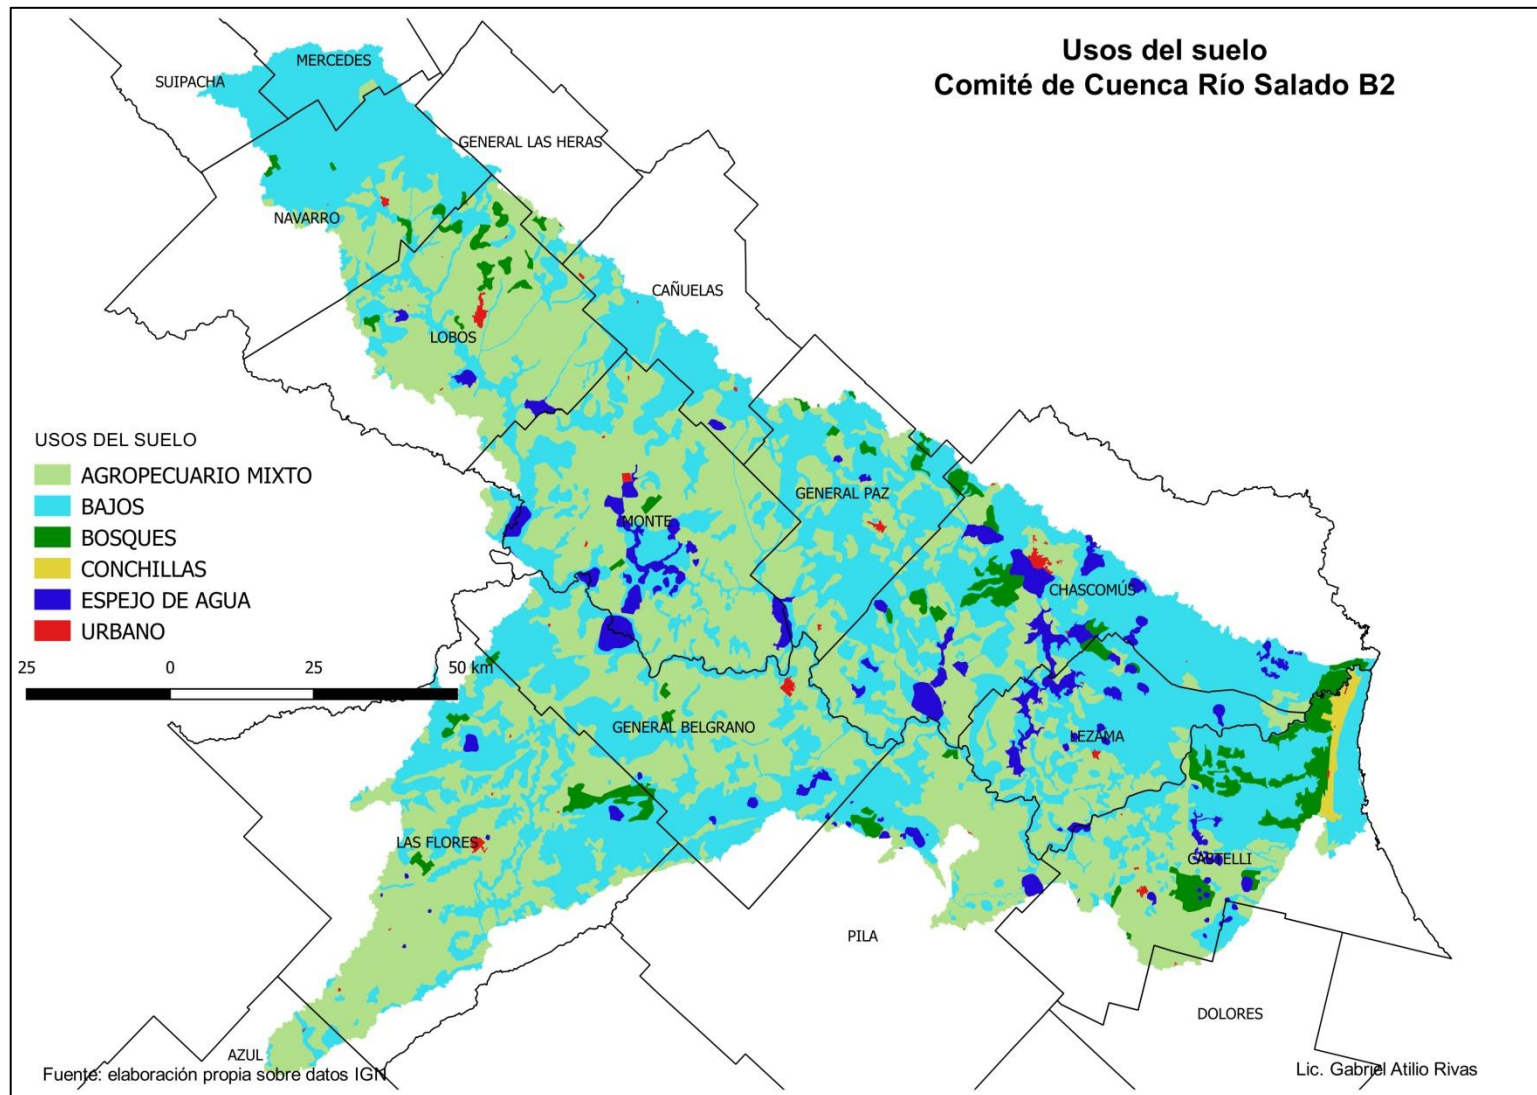 Usos del suelo
Comité de Cuenca Río Salado B2
MERCEDES
SUIPACHA
GENERAL LAS HERAS
NAVARRO
CAÑUELAS
LOBOS
USOS DEL SUELO
AGROPECUARIO MIXTO
BAJOS
BOSQUES
CONCHILLAS
ESPEJO DE AGUA
URBANO
GENERAL PAZ
MONTE
CHASCOMÚS
25 0 25 50 km
GENERAL BELGRANO
LEZAMA
LAS FLORES
CASTELLI
PILA
DOLORES
AZUL
Fuente: elaboración propia sobre datos IGN
Lic. Gabriel Atilio Rivas